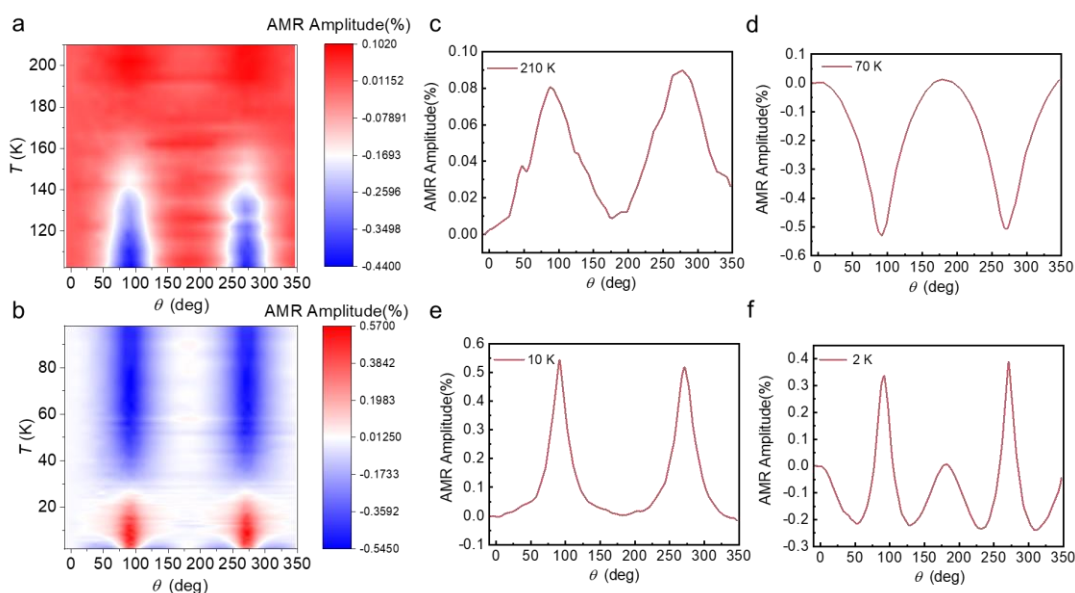 a
AMR Amplitude(%)
200
180
160
140
120
T (K)
0 50 100 150 200 250 300 350
θ (deg)
0.1020
0.01152
-0.07891
-0.1693
-0.2596
-0.3498
-0.4400
c
210 K
AMR Amplitude(%)
0.10
0.08
0.06
0.04
0.02
0.00
0 50 100 150 200 250 300 350
θ (deg)
d
70 K
AMR Amplitude(%)
0.1
0.0
-0.1
-0.2
-0.3
-0.4
-0.5
-0.6
0 50 100 150 200 250 300 350
θ (deg)
b
AMR Amplitude(%)
80
60
40
20
T (K)
0 50 100 150 200 250 300 350
θ (deg)
0.5700
0.3842
0.1983
0.01250
-0.1733
-0.3592
-0.5450
e
10 K
AMR Amplitude(%)
0.6
0.5
0.4
0.3
0.2
0.1
0.0
-0.1
0 50 100 150 200 250 300 350
θ (deg)
f
2 K
AMR Amplitude(%)
0.4
0.3
0.2
0.1
0.0
-0.1
-0.2
-0.3
0 50 100 150 200 250 300 350
θ (deg)